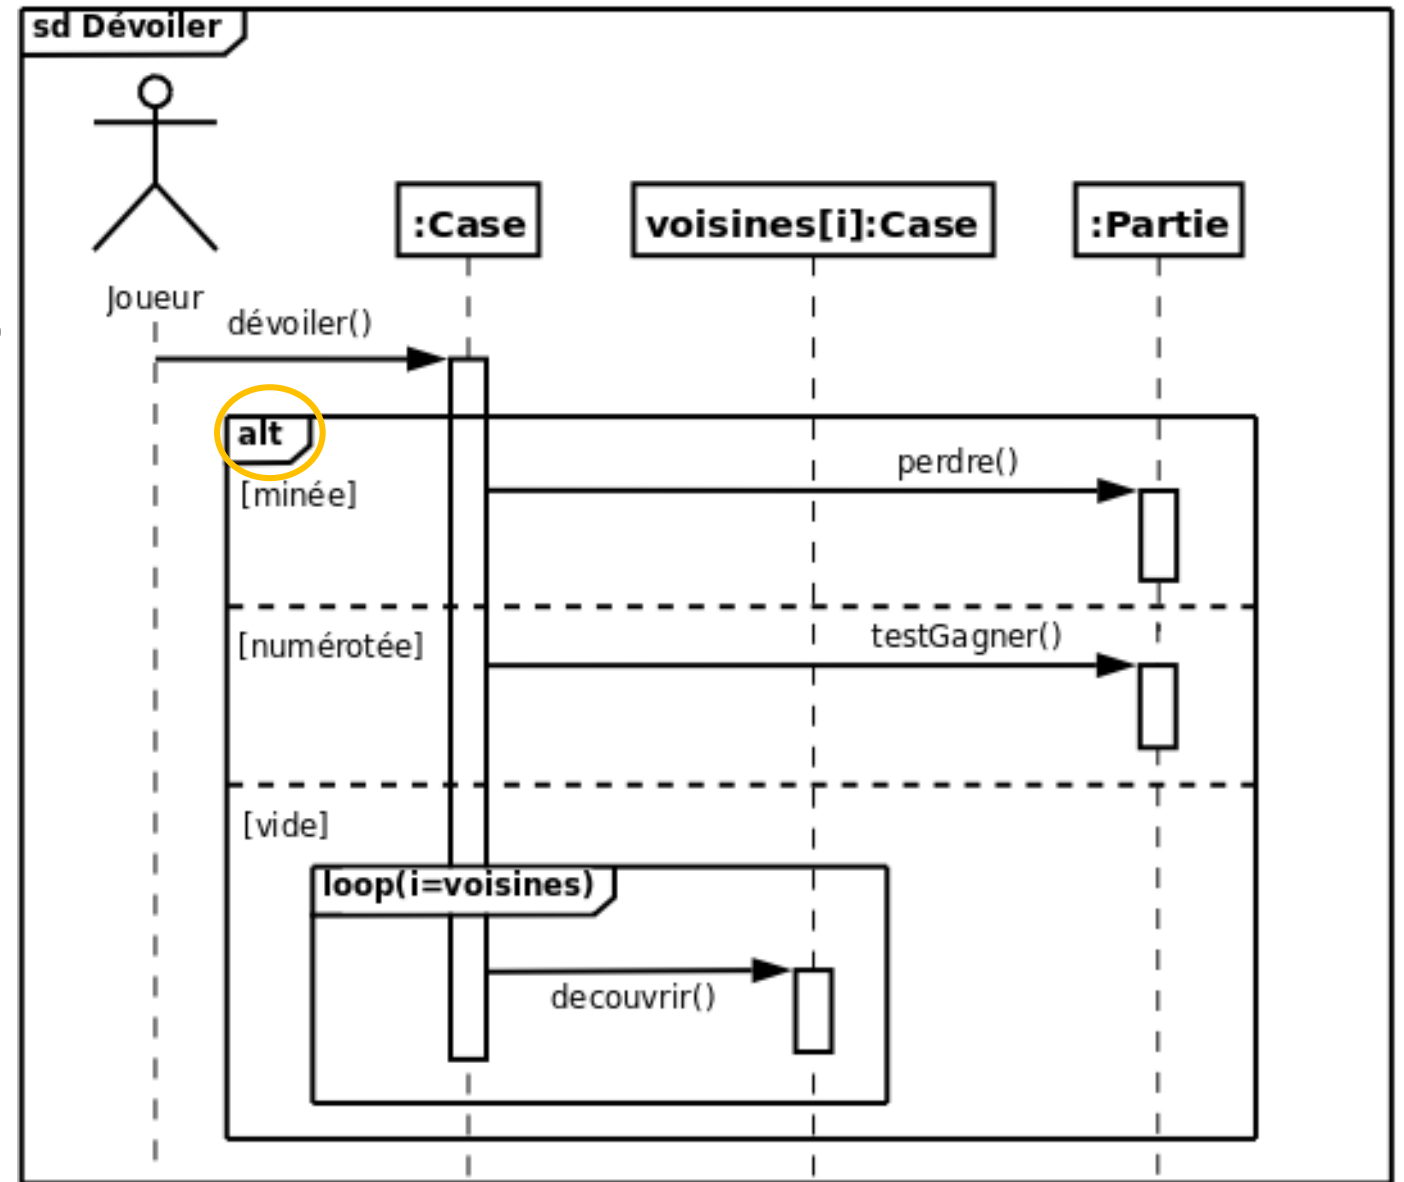 sd Dévoiler
:Case
voisines[i]:Case
:Partie
Joueur
dévoiler()
alt
perdre()
[minée]
testGagner()
[numérotée]
[vide]
loop(i=voisines)
decouvrir()